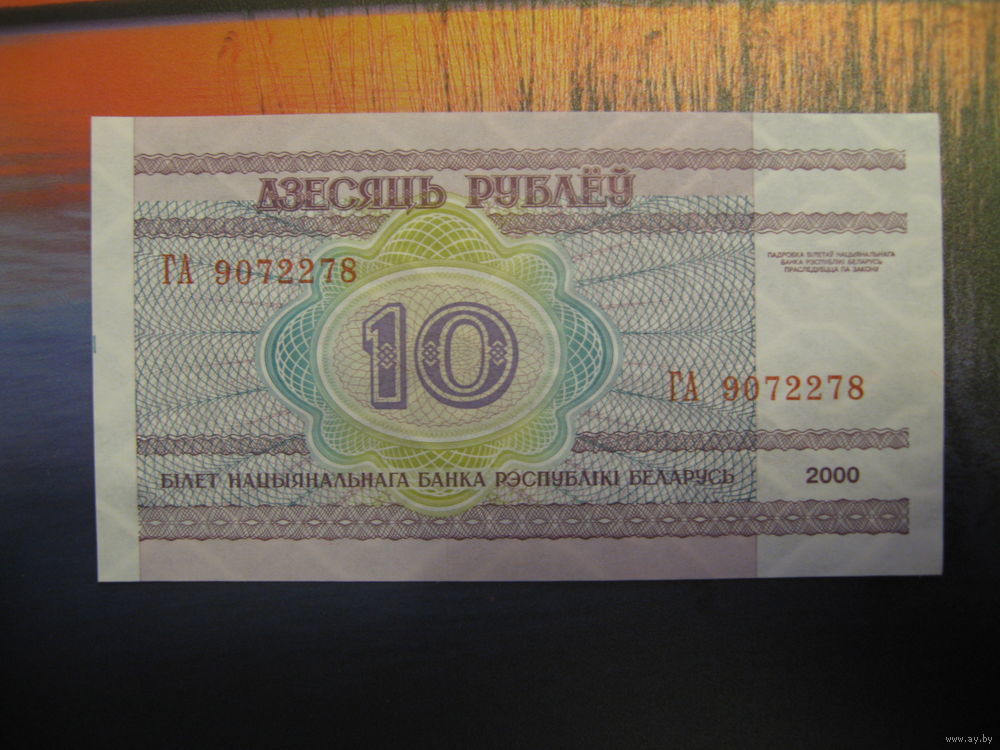 ДЗЕСЯЦЬ РУБЛЁЎ
ГА 9072278
ПАДРОБКА БІЛЕТАЎ НАЦЫЯНАЛЬНАГА
БАНКА РЭСПУБЛІКІ БЕЛАРУСЬ
ПРАСЛЕДУЕЦЦА ПА ЗАКОНУ
10
ГА 9072278
БІЛЕТ НАЦЫЯНАЛЬНАГА БАНКА РЭСПУБЛІКІ БЕЛАРУСЬ
2000
www.ay.by